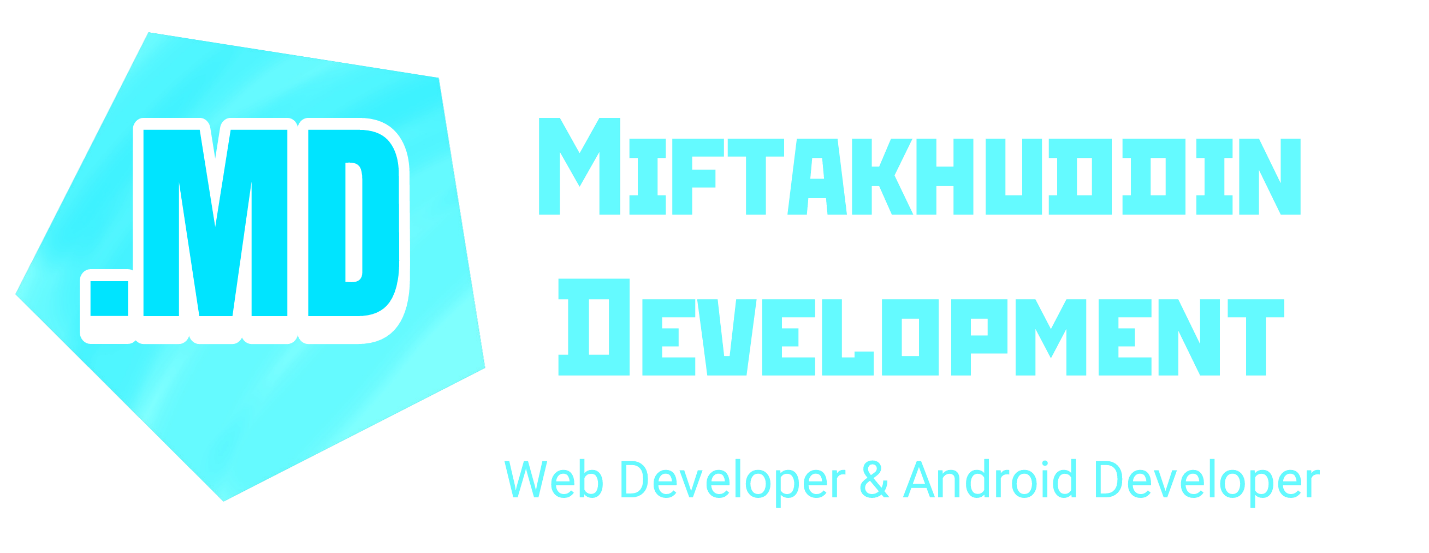 .MD
Miftakhuddin
Development
Web Developer & Android Developer